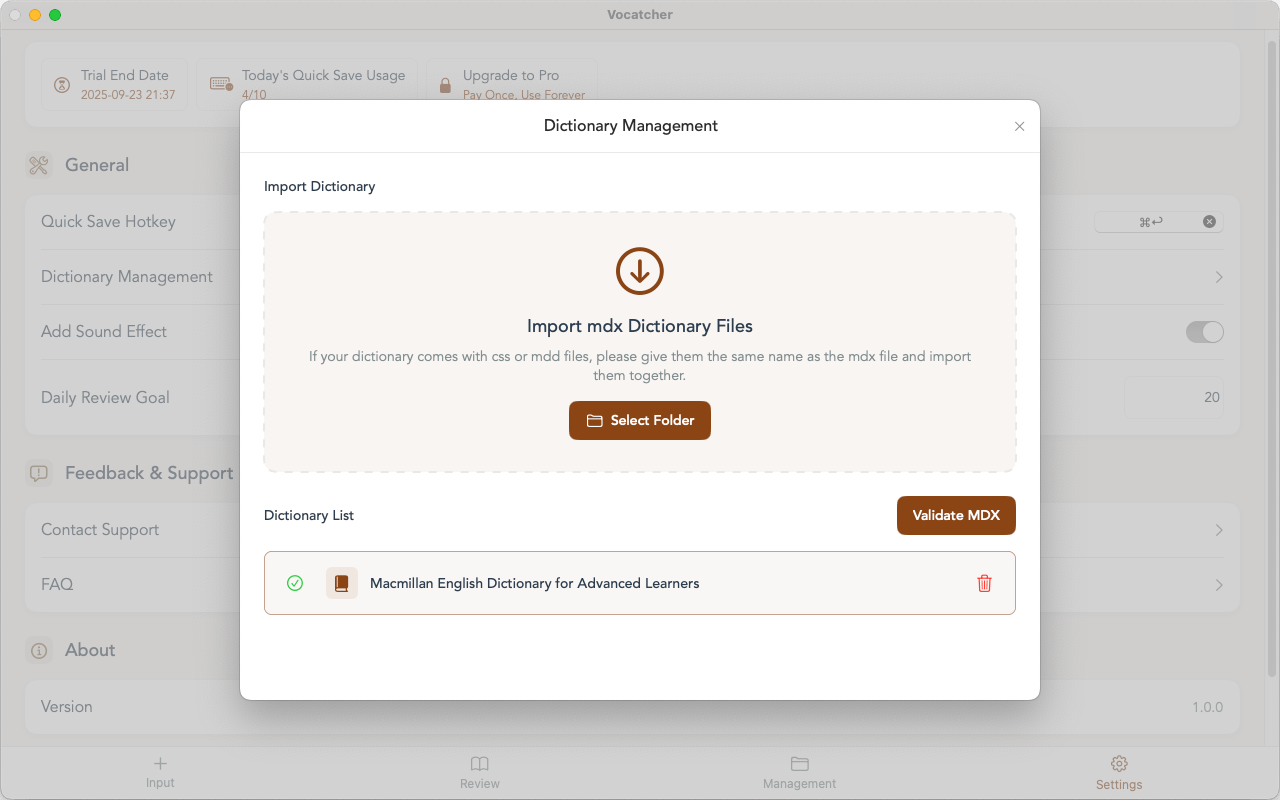 Vocatcher
Trial End Date
2025-09-23 21:37
Today's Quick Save Usage
4/10
Upgrade to Pro
Pay Once, Use Forever
Dictionary Management
General
Import Dictionary
Quick Save Hotkey
⌘↩
Dictionary Management
Add Sound Effect
Import mdx Dictionary Files
If your dictionary comes with css or mdd files, please give them the same name as the mdx file and import
them together.
Daily Review Goal
20
Select Folder
Feedback & Support
Dictionary List
Validate MDX
Contact Support
FAQ
Macmillan English Dictionary for Advanced Learners
About
Version
1.0.0
Input
Review
Management
Settings